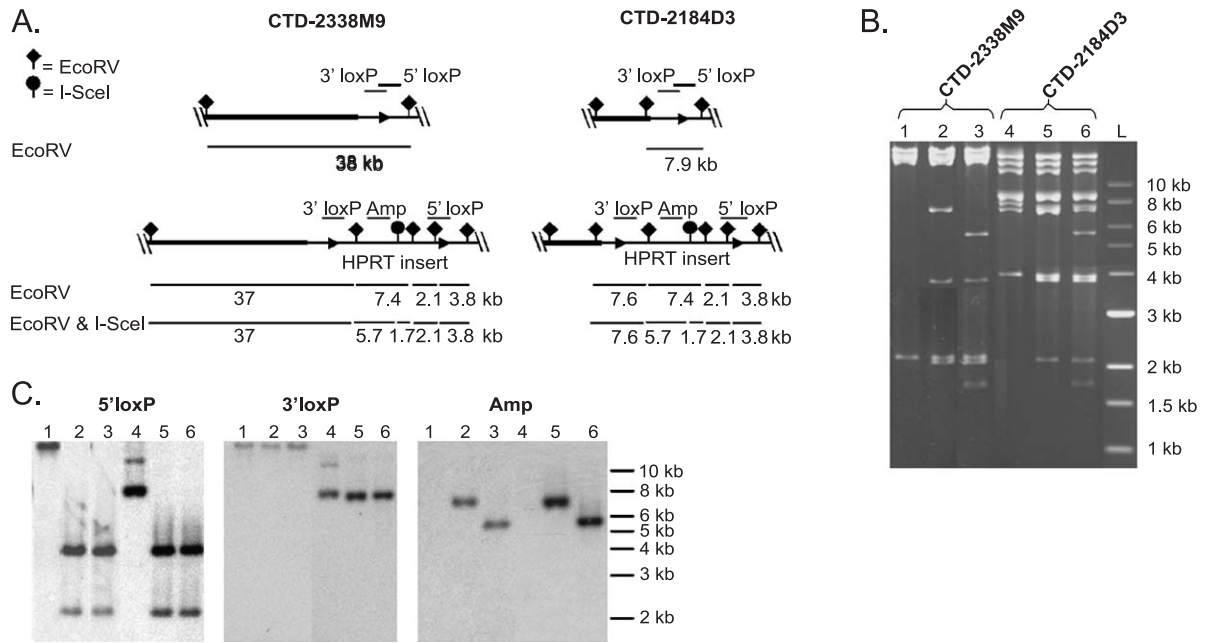 A.
CTD-2338M9
CTD-2184D3
= EcoRV
= I-SceI
3' loxP 5' loxP
3' loxP 5' loxP
EcoRV
38 kb
7.9 kb
3' loxP Amp 5' loxP
3' loxP Amp 5' loxP
HPRT insert
HPRT insert
EcoRV 37 7.4 2.1 3.8 kb 7.6 7.4 2.1 3.8 kb
EcoRV & I-SceI 37 5.7 1.7 2.1 3.8 kb 7.6 5.7 1.7 2.1 3.8 kb
B.
CTD-2338M9
CTD-2184D3
1 2 3 4 5 6 L
10 kb
8 kb
6 kb
5 kb
4 kb
3 kb
2 kb
1.5 kb
1 kb
C.
5'loxP
3'loxP
Amp
1 2 3 4 5 6
1 2 3 4 5 6
1 2 3 4 5 6
10 kb
8 kb
6 kb
5 kb
4 kb
3 kb
2 kb